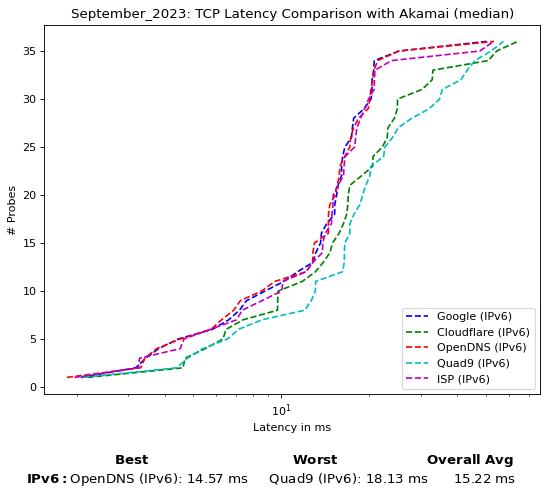 September_2023: TCP Latency Comparison with Akamai (median)
35
30
25
20
15
10
5
0
# Probes
10^1
Latency in ms
Google (IPv6)
Cloudflare (IPv6)
OpenDNS (IPv6)
Quad9 (IPv6)
ISP (IPv6)
Best Worst Overall Avg
IPv6: OpenDNS (IPv6): 14.57 ms Quad9 (IPv6): 18.13 ms 15.22 ms